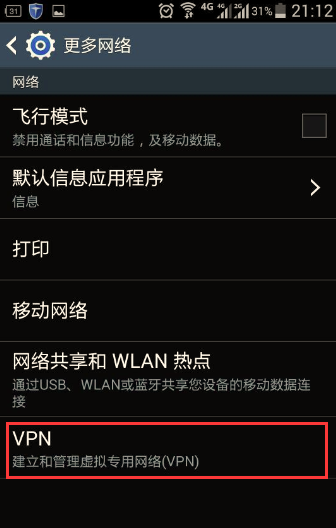 31 4G 4G 2G 31% 21:12
更多网络
网络
飞行模式
禁用通话和信息功能，及移动数据。
默认信息应用程序
信息
打印
移动网络
网络共享和 WLAN 热点
通过USB、WLAN或蓝牙共享您设备的移动数据连
接
VPN
建立和管理虚拟专用网络(VPN)